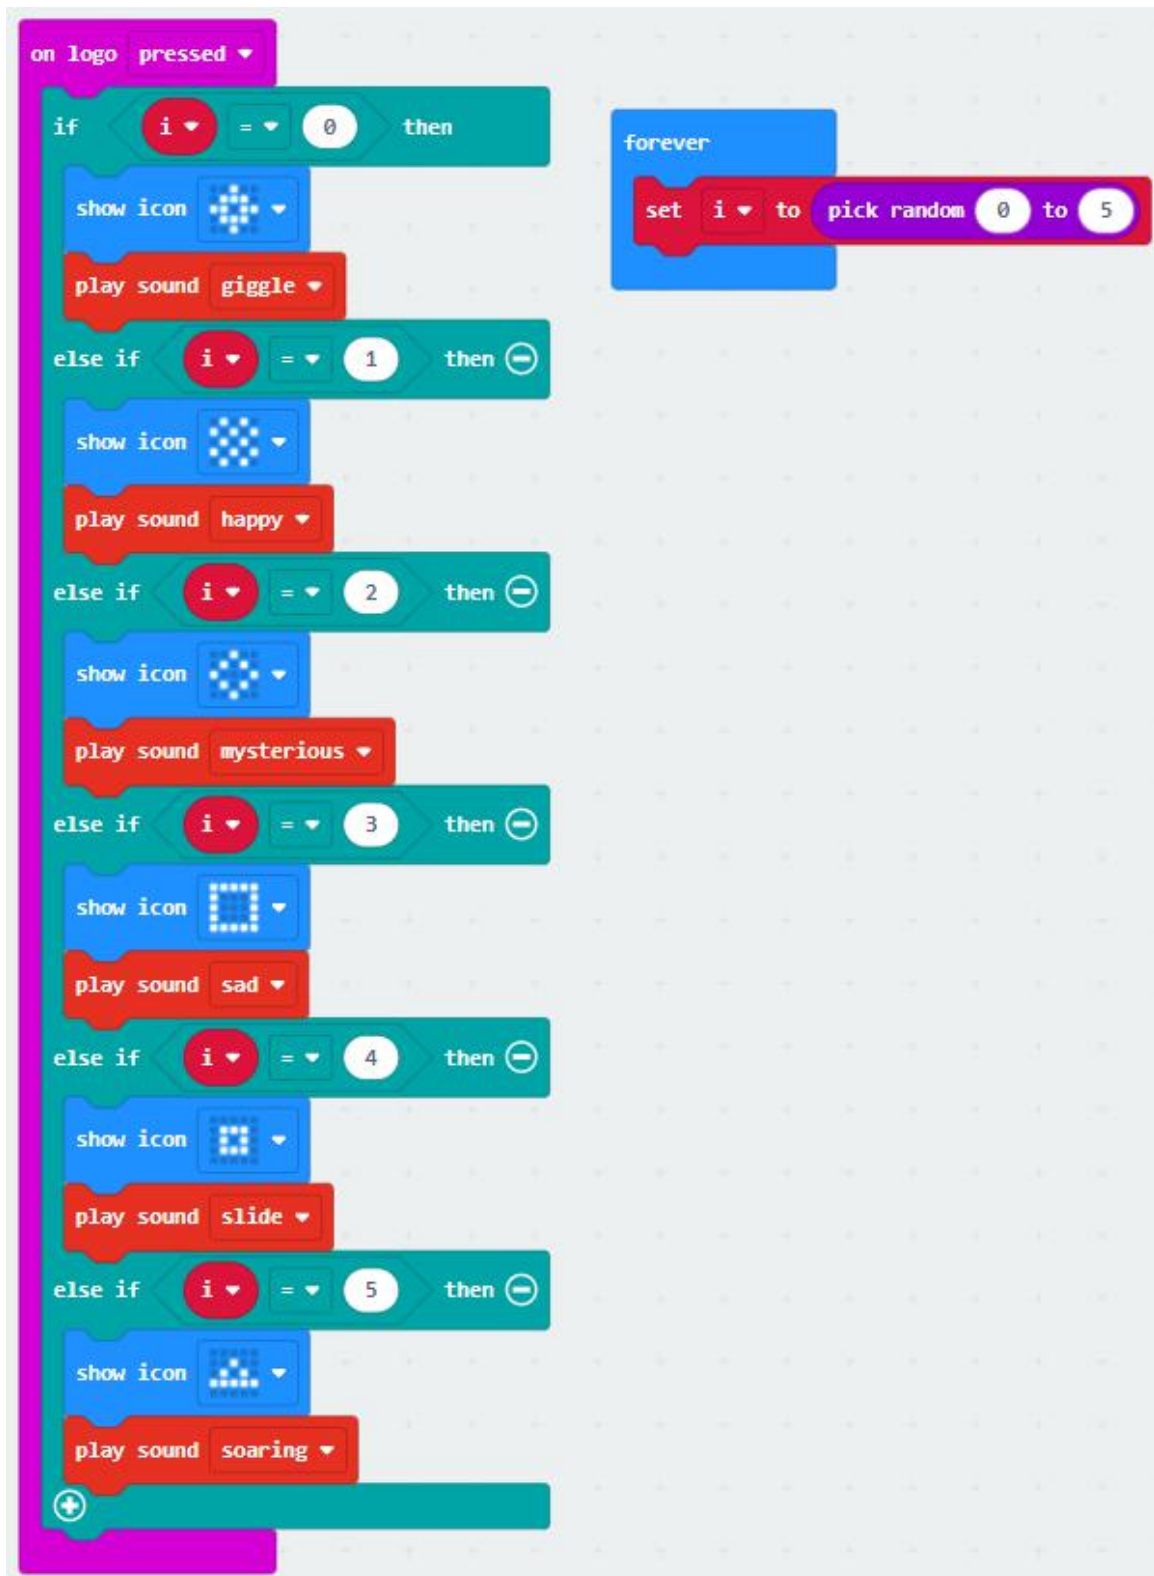 on logo pressed
if i = 0 then
show icon
play sound giggle
else if i = 1 then
show icon
play sound happy
else if i = 2 then
show icon
play sound mysterious
else if i = 3 then
show icon
play sound sad
else if i = 4 then
show icon
play sound slide
else if i = 5 then
show icon
play sound soaring
forever
set i to pick random 0 to 5